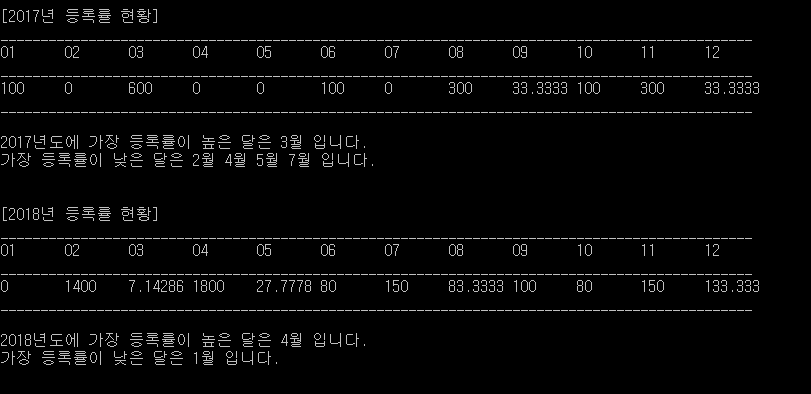 [2017년 등록률 현황]
01 02 03 04 05 06 07 08 09 10 11 12
100 0 600 0 0 100 0 300 33.3333 100 300 33.3333
2017년도에 가장 등록률이 높은 달은 3월 입니다.
가장 등록률이 낮은 달은 2월 4월 5월 7월 입니다.
[2018년 등록률 현황]
01 02 03 04 05 06 07 08 09 10 11 12
0 1400 7.14286 1800 27.7778 80 150 83.3333 100 80 150 133.333
2018년도에 가장 등록률이 높은 달은 4월 입니다.
가장 등록률이 낮은 달은 1월 입니다.